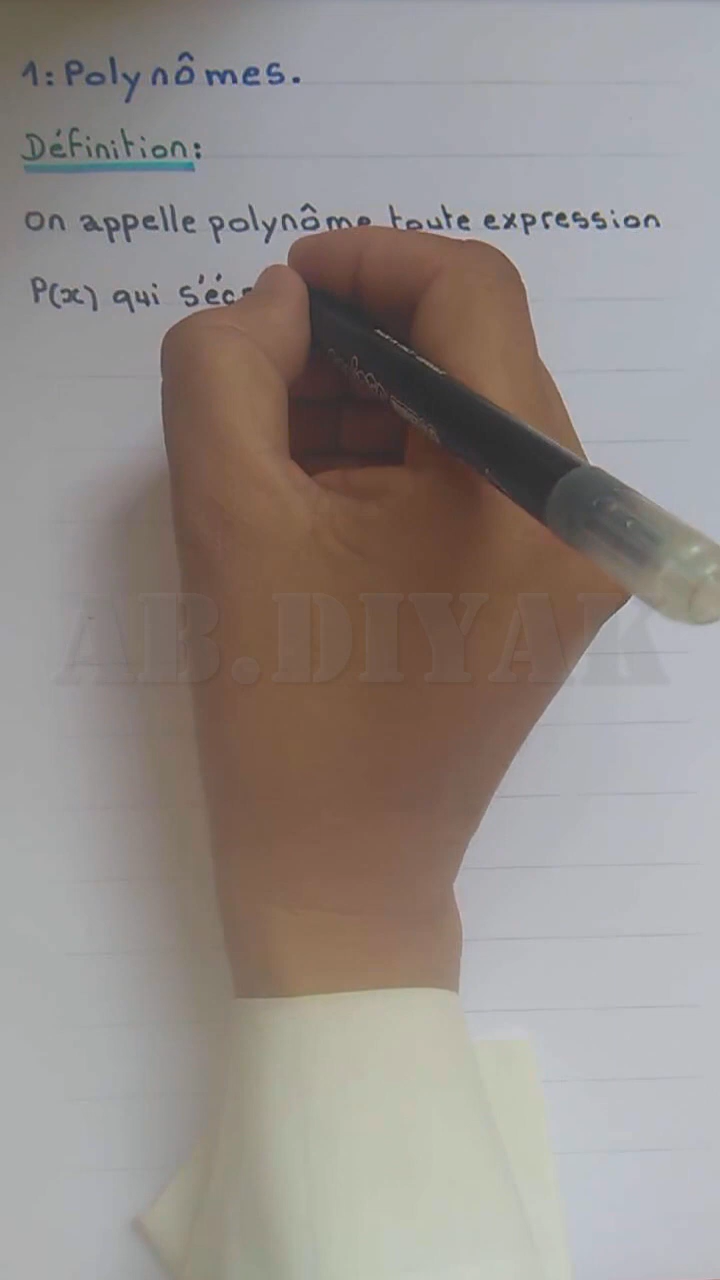 1: Polynômes.
Définition:
on appelle polynôme toute expression
P(x) qui
AB.DIYAK